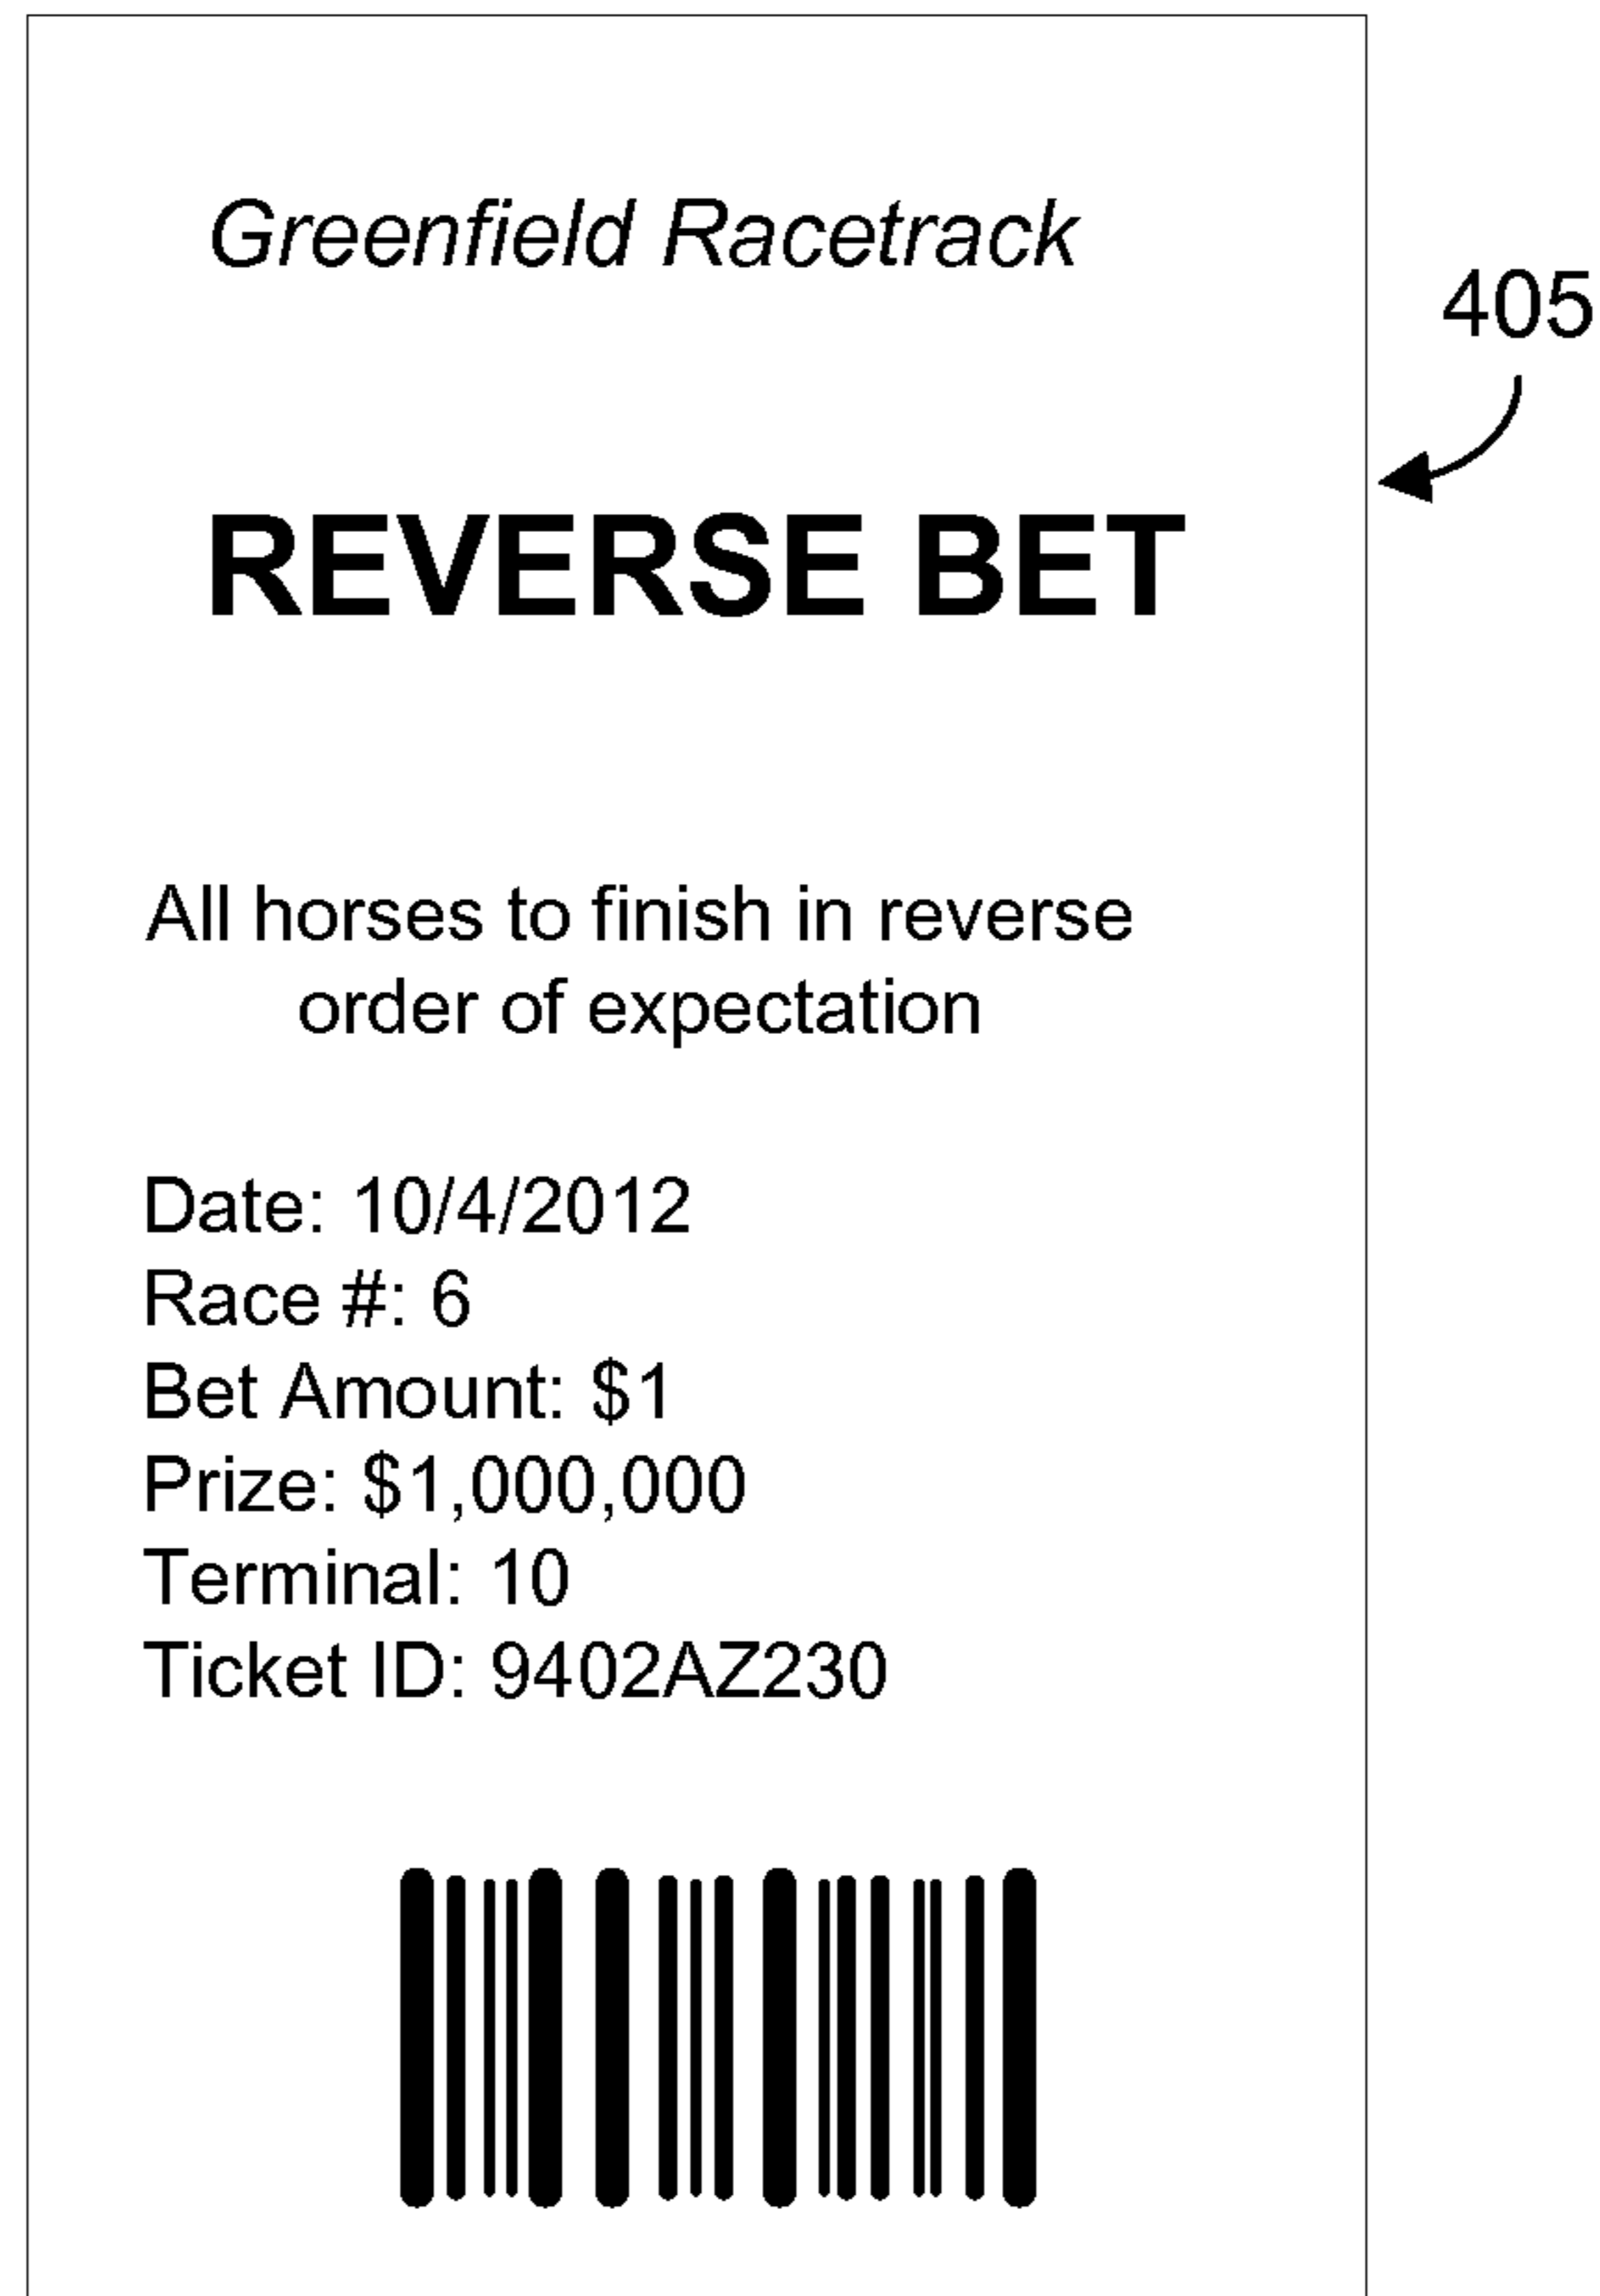 Greenfield Racetrack
405
REVERSE BET
All horses to finish in reverse
order of expectation
Date: 10/4/2012
Race #: 6
Bet Amount: $1
Prize: $1,000,000
Terminal: 10
Ticket ID: 9402AZ230